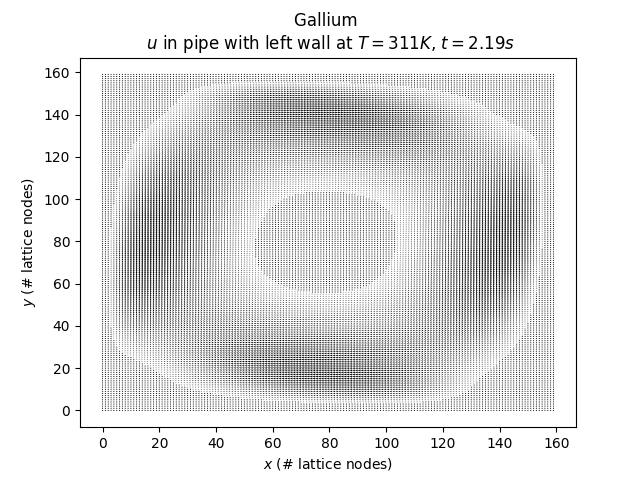 Gallium
u in pipe with left wall at T = 311K, t = 2.19s
160
140
120
100
80
60
40
20
0
y (# lattice nodes)
0 20 40 60 80 100 120 140 160
x (# lattice nodes)